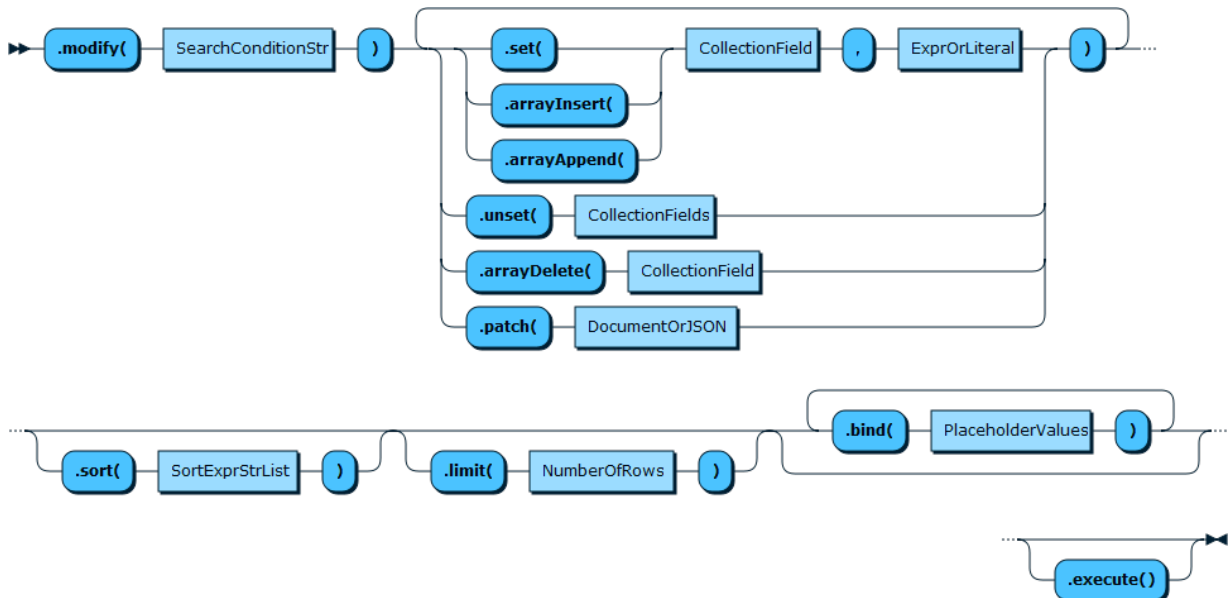 .modify( SearchConditionStr ) .set( CollectionField , ExprOrLiteral )
.arrayInsert(
.arrayAppend(
.unset( CollectionFields
.arrayDelete( CollectionField
.patch( DocumentOrJSON
.bind( PlaceholderValues )
.sort( SortExprStrList ) .limit( NumberOfRows )
.execute()